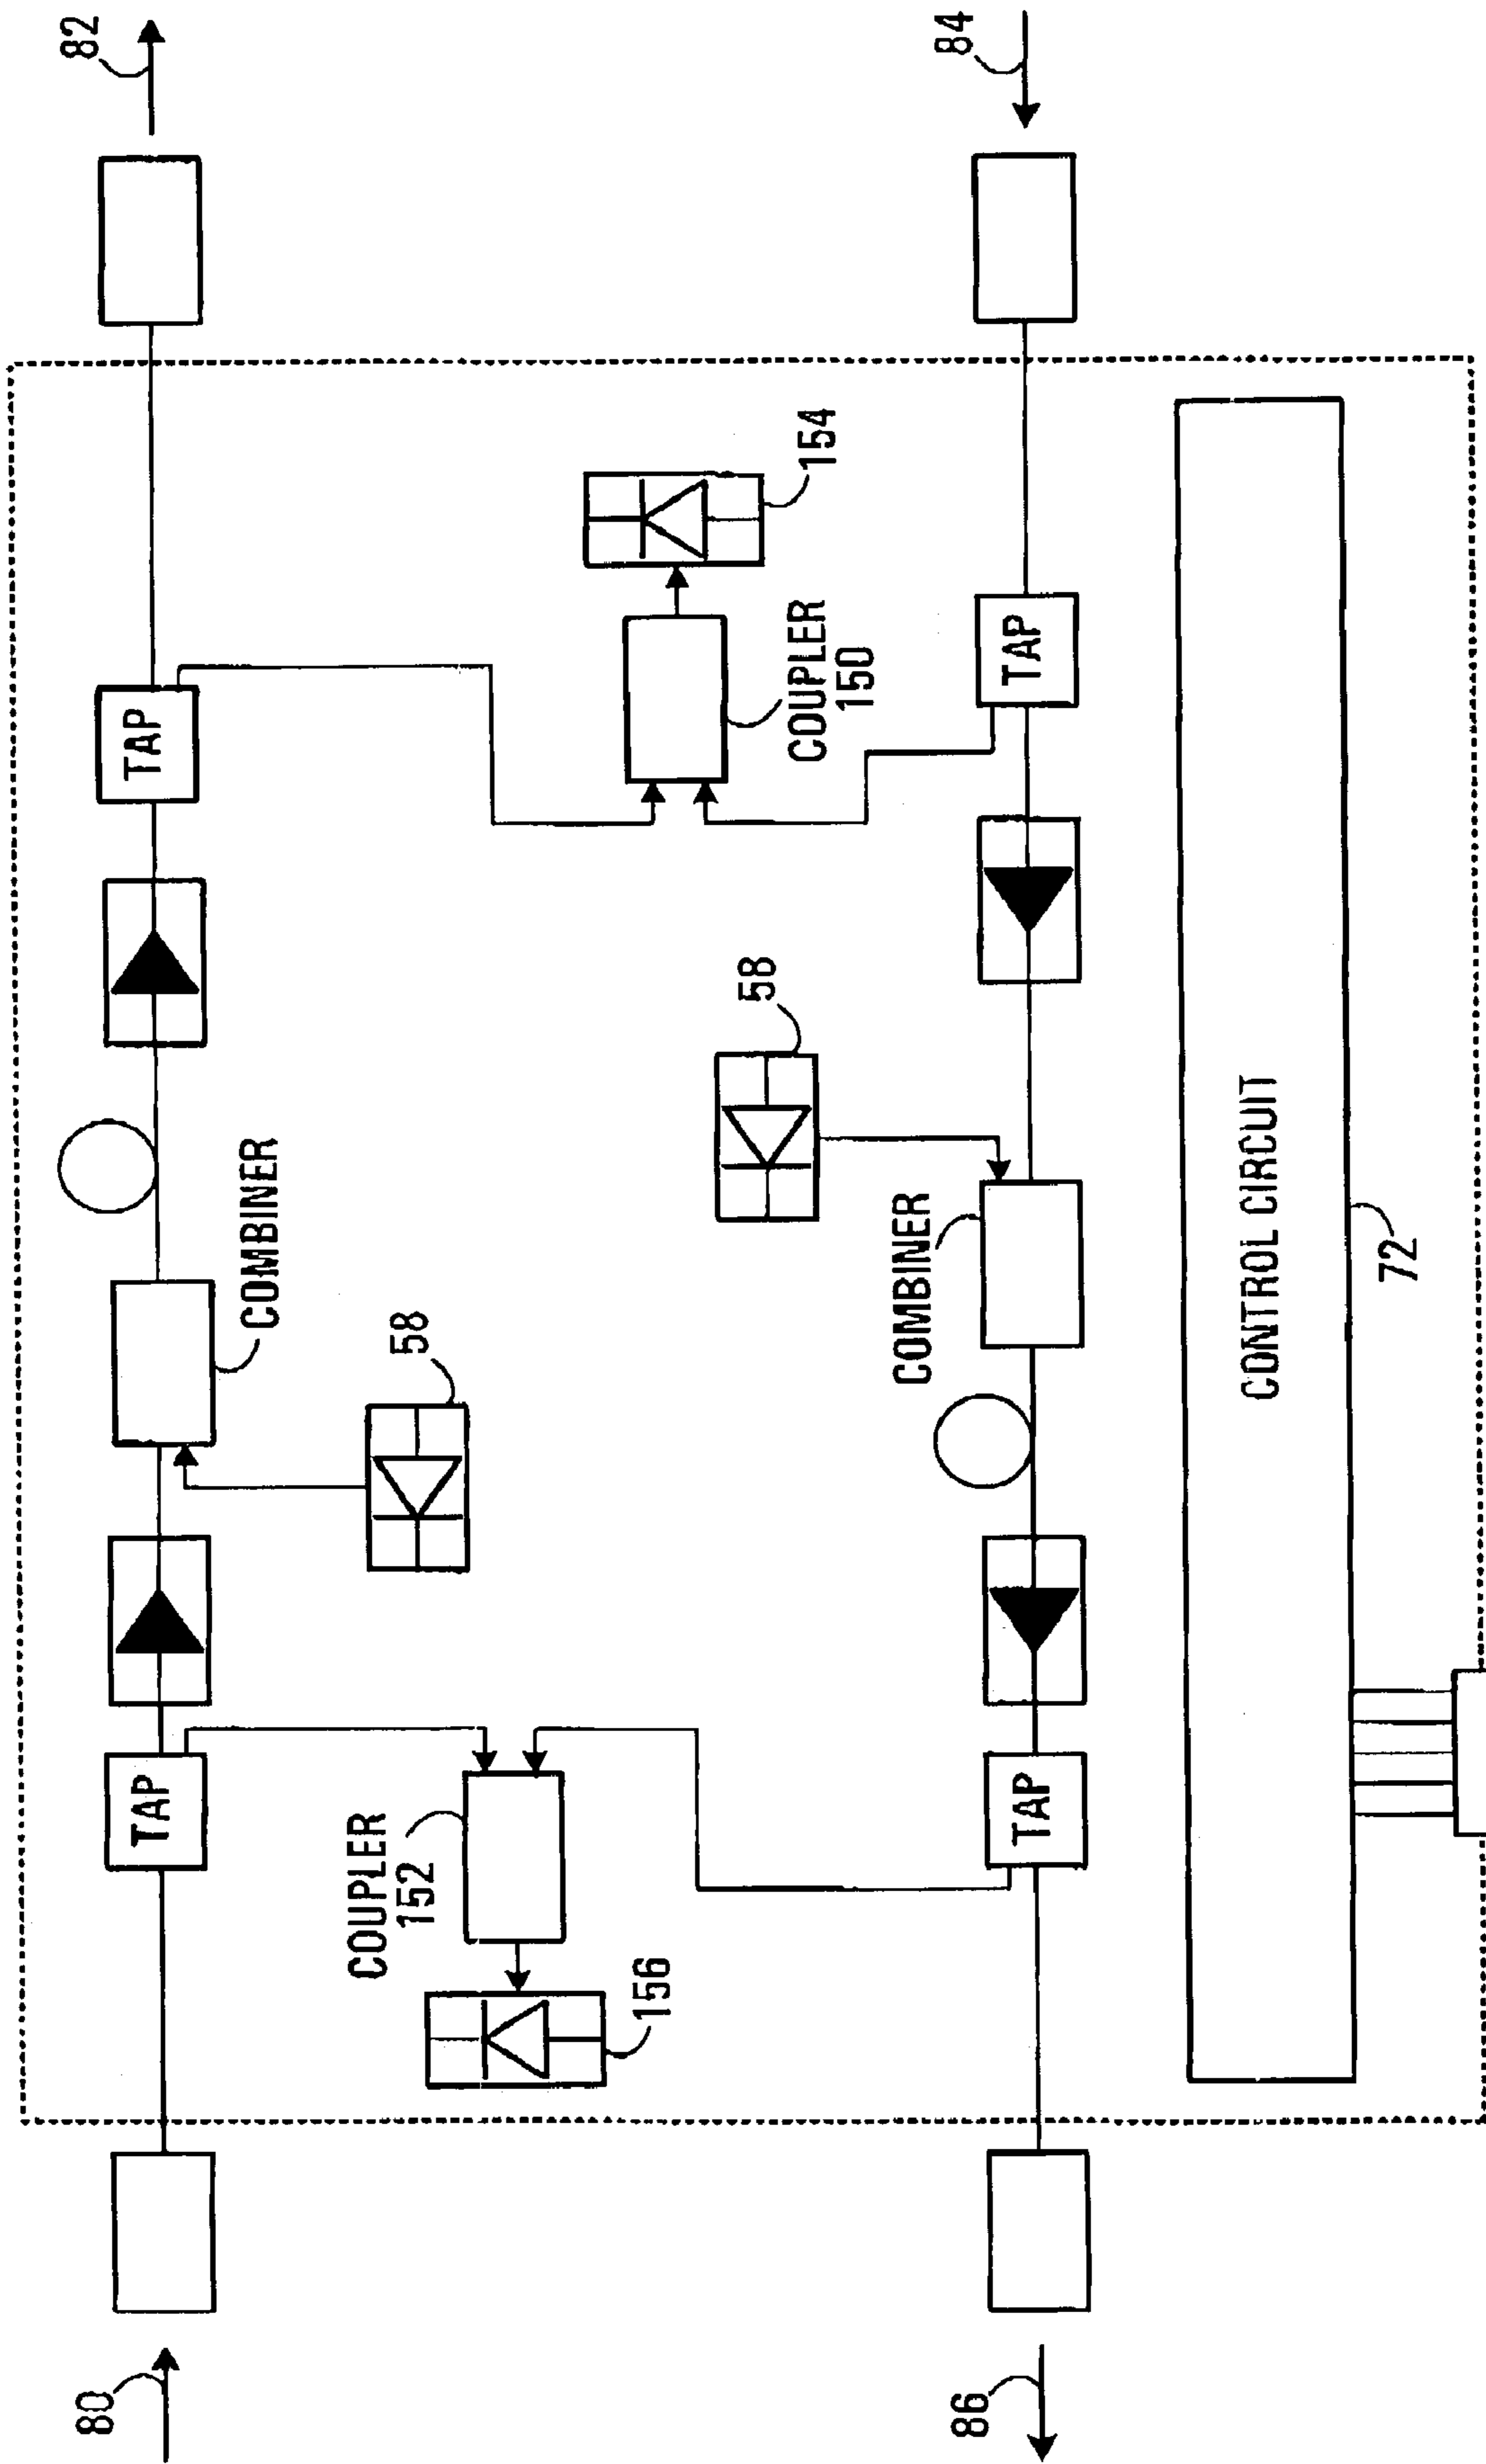 80
82
TAP
TAP
COMBINER
58
COUPLER
152
156
154
COUPLER
150
58
COMBINER
TAP
TAP
86
84
CONTROL CIRCUIT
72